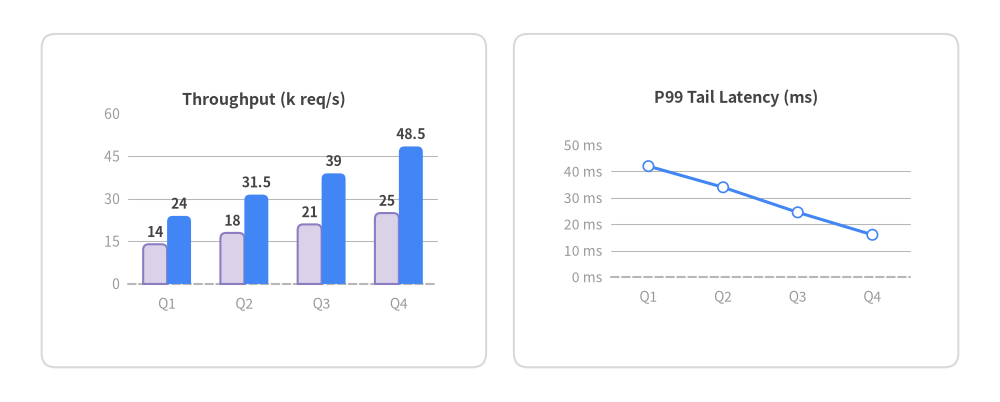 Throughput (k req/s)
60
45
30
15
0
14
24
18
31.5
21
39
25
48.5
Q1 Q2 Q3 Q4
P99 Tail Latency (ms)
50 ms
40 ms
30 ms
20 ms
10 ms
0 ms
Q1 Q2 Q3 Q4